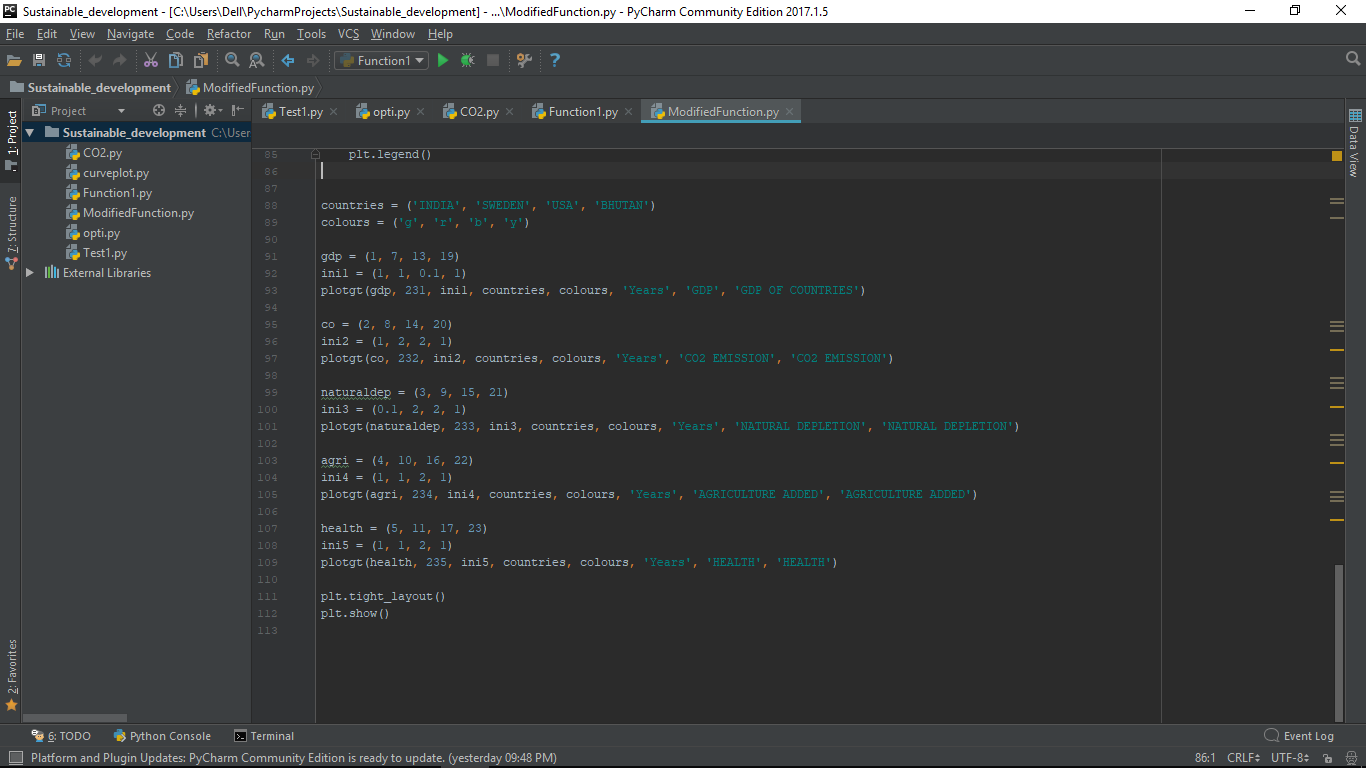 Sustainable_development - [C:\Users\Dell\PycharmProjects\Sustainable_development] - ...\ModifiedFunction.py - PyCharm Community Edition 2017.1.5
File Edit View Navigate Code Refactor Run Tools VCS Window Help
Function1
Sustainable_development ModifiedFunction.py
Project
Test1.py opti.py CO2.py Function1.py ModifiedFunction.py
1: Project
7: Structure
2: Favorites
Sustainable_development C:\User
CO2.py
curveplot.py
Function1.py
ModifiedFunction.py
opti.py
Test1.py
External Libraries
85 plt.legend()
86
87
88 countries = ('INDIA', 'SWEDEN', 'USA', 'BHUTAN')
89 colours = ('g', 'r', 'b', 'y')
90
91 gdp = (1, 7, 13, 19)
92 ini1 = (1, 1, 0.1, 1)
93 plotgt(gdp, 231, ini1, countries, colours, 'Years', 'GDP', 'GDP OF COUNTRIES')
94
95 co = (2, 8, 14, 20)
96 ini2 = (1, 2, 2, 1)
97 plotgt(co, 232, ini2, countries, colours, 'Years', 'CO2 EMISSION', 'CO2 EMISSION')
98
99 naturaldep = (3, 9, 15, 21)
100 ini3 = (0.1, 2, 2, 1)
101 plotgt(naturaldep, 233, ini3, countries, colours, 'Years', 'NATURAL DEPLETION', 'NATURAL DEPLETION')
102
103 agri = (4, 10, 16, 22)
104 ini4 = (1, 1, 2, 1)
105 plotgt(agri, 234, ini4, countries, colours, 'Years', 'AGRICULTURE ADDED', 'AGRICULTURE ADDED')
106
107 health = (5, 11, 17, 23)
108 ini5 = (1, 1, 2, 1)
109 plotgt(health, 235, ini5, countries, colours, 'Years', 'HEALTH', 'HEALTH')
110
111 plt.tight_layout()
112 plt.show()
113
Data View
6: TODO Python Console Terminal Event Log
Platform and Plugin Updates: PyCharm Community Edition is ready to update. (yesterday 09:48 PM) 86:1 CRLF UTF-8